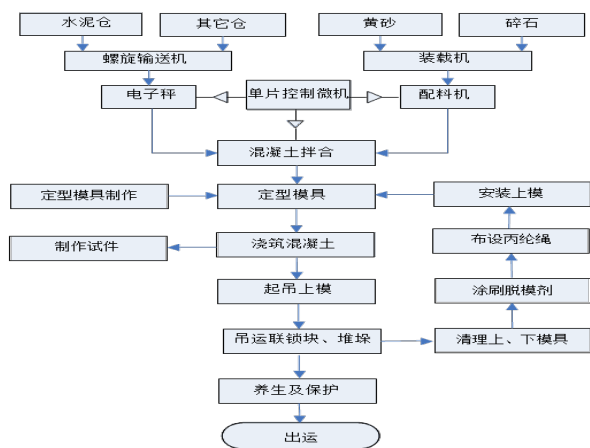 水泥仓
其它仓
黄砂
碎石
螺旋输送机
装载机
电子秤
单片控制微机
配料机
混凝土拌合
定型模具制作
定型模具
安装上模
制作试件
浇筑混凝土
布设丙纶绳
起吊上模
涂刷脱模剂
吊运联锁块、堆垛
清理上、下模具
养生及保护
出运